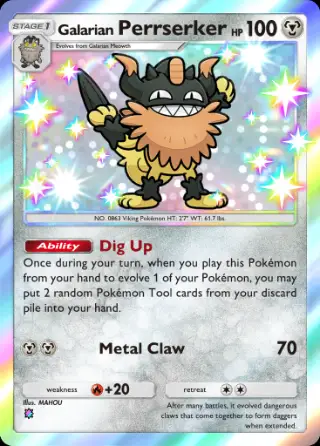 STAGE 1
Galarian Perrserker HP 100
Evolves from Galarian Meowth
NO. 0863 Viking Pokémon HT: 2'7" WT: 61.7 lbs.
Ability Dig Up
Once during your turn, when you play this Pokémon
from your hand to evolve 1 of your Pokémon, you may
put 2 random Pokémon Tool cards from your discard
pile into your hand.
Metal Claw 70
weakness +20 retreat
Illus. MAHOU
After many battles, it evolved dangerous
claws that come together to form daggers
when extended.